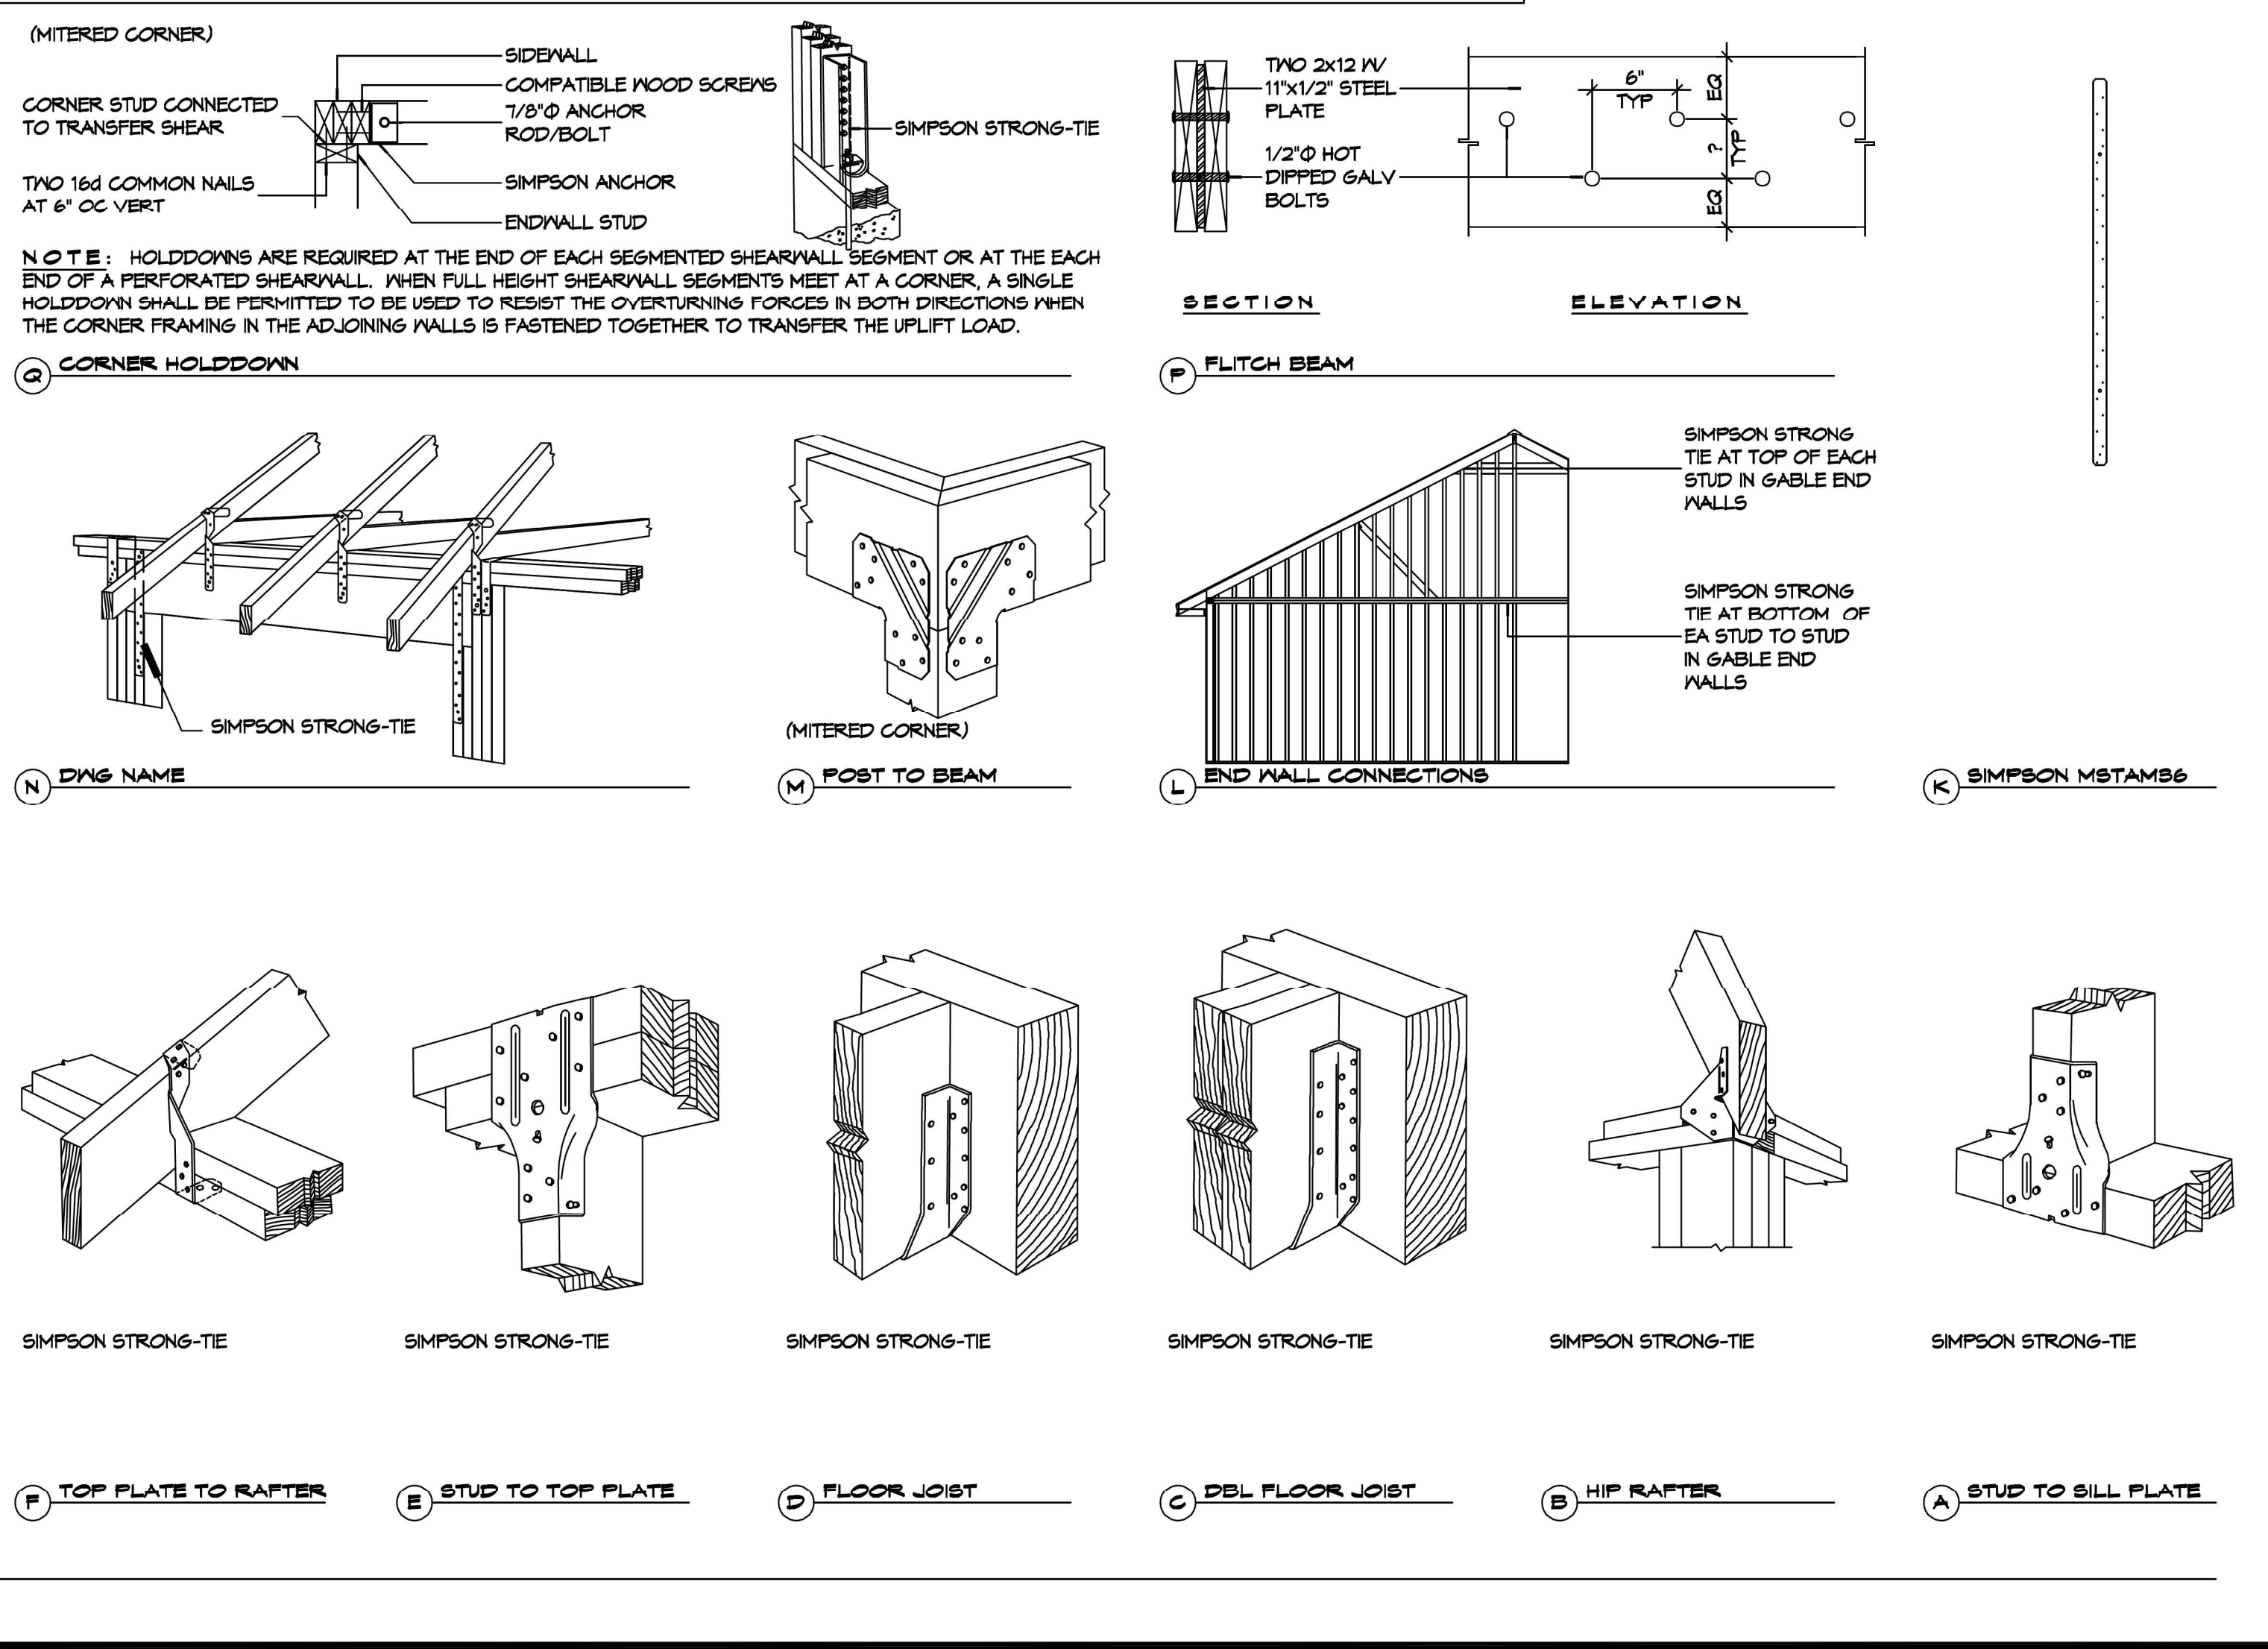 (MITERED CORNER)
SIDEWALL
COMPATIBLE WOOD SCREWS
7/8"Φ ANCHOR
ROD/BOLT
CORNER STUD CONNECTED
TO TRANSFER SHEAR
TWO 16d COMMON NAILS
AT 6" OC VERT
SIMPSON ANCHOR
ENDWALL STUD
SIMPSON STRONG-TIE
NOTE: HOLDDOWNS ARE REQUIRED AT THE END OF EACH SEGMENTED SHEARWALL SEGMENT OR AT THE EACH
END OF A PERFORATED SHEARWALL. WHEN FULL HEIGHT SHEARWALL SEGMENTS MEET AT A CORNER, A SINGLE
HOLDDOWN SHALL BE PERMITTED TO BE USED TO RESIST THE OVERTURNING FORCES IN BOTH DIRECTIONS WHEN
THE CORNER FRAMING IN THE ADJOINING WALLS IS FASTENED TOGETHER TO TRANSFER THE UPLIFT LOAD.
Q CORNER HOLDDOWN
TWO 2x12 W/
11"x1/2" STEEL
PLATE
1/2"Φ HOT
DIPPED GALV
BOLTS
6"
TYP
EQ
?
TYP
EQ
SECTION
ELEVATION
P FLITCH BEAM
SIMPSON STRONG-TIE
N DWG NAME
(MITERED CORNER)
M POST TO BEAM
SIMPSON STRONG
TIE AT TOP OF EACH
STUD IN GABLE END
WALLS
SIMPSON STRONG
TIE AT BOTTOM OF
EA STUD TO STUD
IN GABLE END
WALLS
L END WALL CONNECTIONS
K SIMPSON MSTAM36
SIMPSON STRONG-TIE
SIMPSON STRONG-TIE
SIMPSON STRONG-TIE
SIMPSON STRONG-TIE
SIMPSON STRONG-TIE
SIMPSON STRONG-TIE
F TOP PLATE TO RAFTER
E STUD TO TOP PLATE
D FLOOR JOIST
C DBL FLOOR JOIST
B HIP RAFTER
A STUD TO SILL PLATE